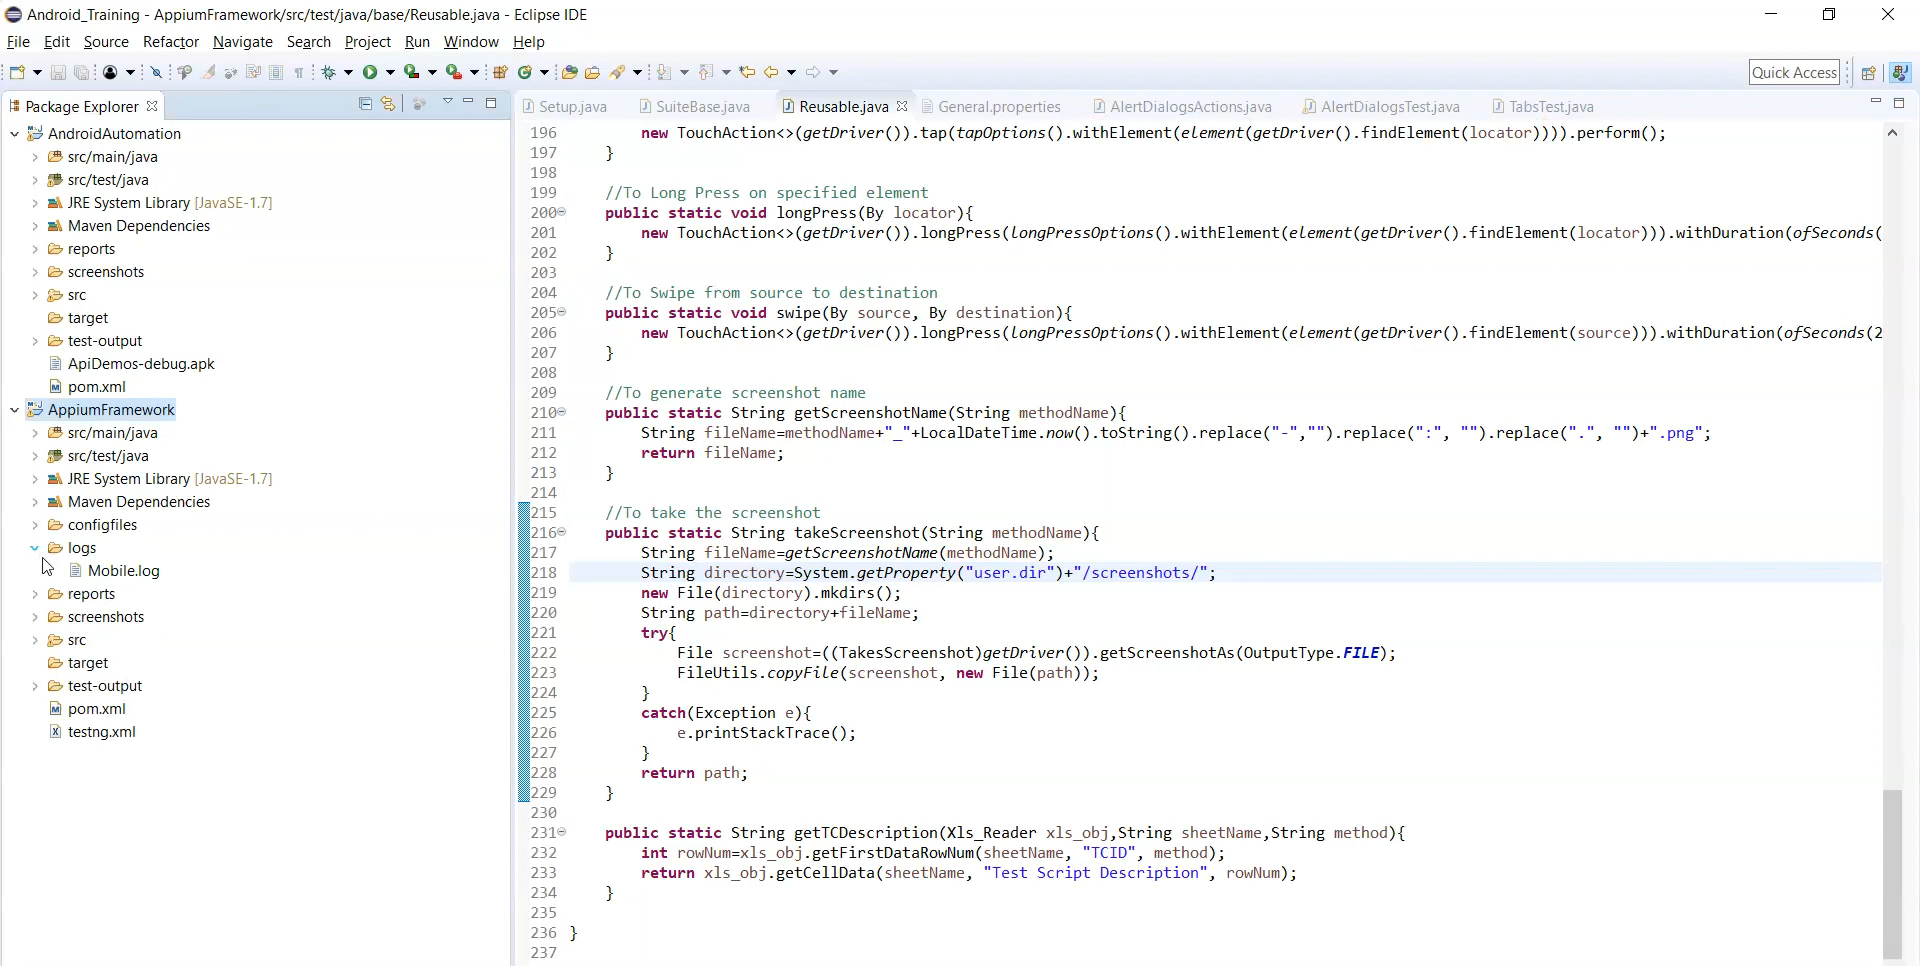 Android_Training - AppiumFramework/src/test/java/base/Reusable.java - Eclipse IDE
File Edit Source Refactor Navigate Search Project Run Window Help
Quick Access
Package Explorer
AndroidAutomation
src/main/java
src/test/java
JRE System Library [JavaSE-1.7]
Maven Dependencies
reports
screenshots
src
target
test-output
ApiDemos-debug.apk
pom.xml
AppiumFramework
src/main/java
src/test/java
JRE System Library [JavaSE-1.7]
Maven Dependencies
configfiles
logs
Mobile.log
reports
screenshots
src
target
test-output
pom.xml
testng.xml
Setup.java SuiteBase.java Reusable.java General.properties AlertDialogsActions.java AlertDialogsTest.java TabsTest.java
196 new TouchAction<>(getDriver()).tap(tapOptions().withElement(element(getDriver().findElement(locator)))).perform();
197 }
198
199 //To Long Press on specified element
200 public static void longPress(By locator){
201 new TouchAction<>(getDriver()).longPress(longPressOptions().withElement(element(getDriver().findElement(locator))).withDuration(ofSeconds(
202 }
203
204 //To Swipe from source to destination
205 public static void swipe(By source, By destination){
206 new TouchAction<>(getDriver()).longPress(longPressOptions().withElement(element(getDriver().findElement(source))).withDuration(ofSeconds(2
207 }
208
209 //To generate screenshot name
210 public static String getScreenshotName(String methodName){
211 String fileName=methodName+"_"+LocalDateTime.now().toString().replace("-","").replace(":", "").replace(".", "")+".png";
212 return fileName;
213 }
214
215 //To take the screenshot
216 public static String takeScreenshot(String methodName){
217 String fileName=getScreenshotName(methodName);
218 String directory=System.getProperty("user.dir")+"/screenshots/";
219 new File(directory).mkdirs();
220 String path=directory+fileName;
221 try{
222 File screenshot=((TakesScreenshot)getDriver()).getScreenshotAs(OutputType.FILE);
223 FileUtils.copyFile(screenshot, new File(path));
224 }
225 catch(Exception e){
226 e.printStackTrace();
227 }
228 return path;
229 }
230
231 public static String getTCDescription(Xls_Reader xls_obj,String sheetName,String method){
232 int rowNum=xls_obj.getFirstDataRowNum(sheetName, "TCID", method);
233 return xls_obj.getCellData(sheetName, "Test Script Description", rowNum);
234 }
235
236 }
237